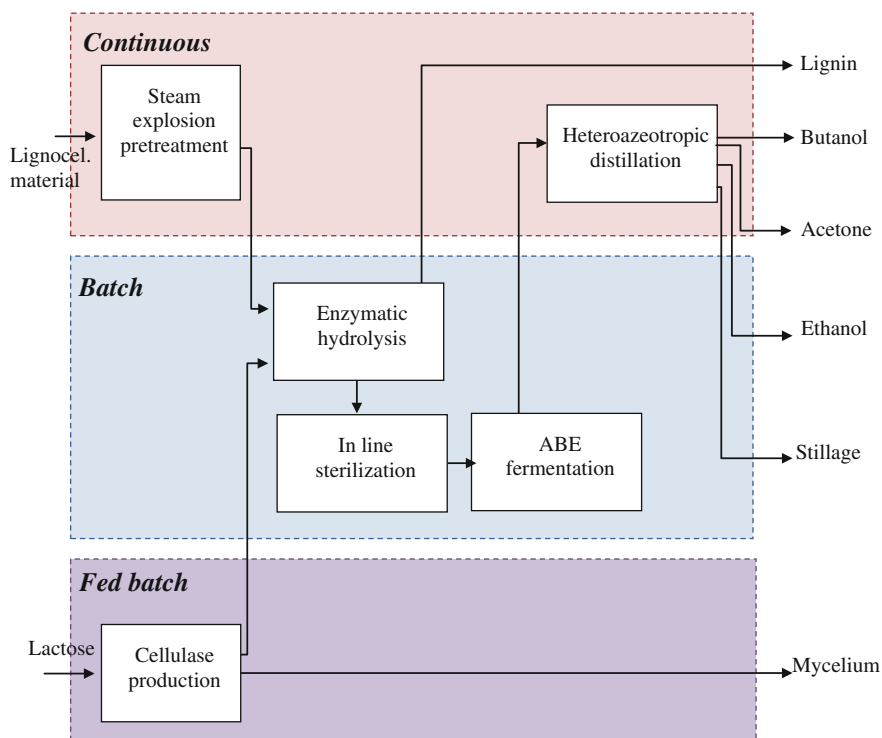 Continuous
Lignin
Steam
explosion
pretreatment
Heteroazeotropic
distillation
Butanol
Lignocel.
material
Acetone
Batch
Enzymatic
hydrolysis
Ethanol
In line
sterilization
ABE
fermentation
Stillage
Fed batch
Lactose
Cellulase
production
Mycelium